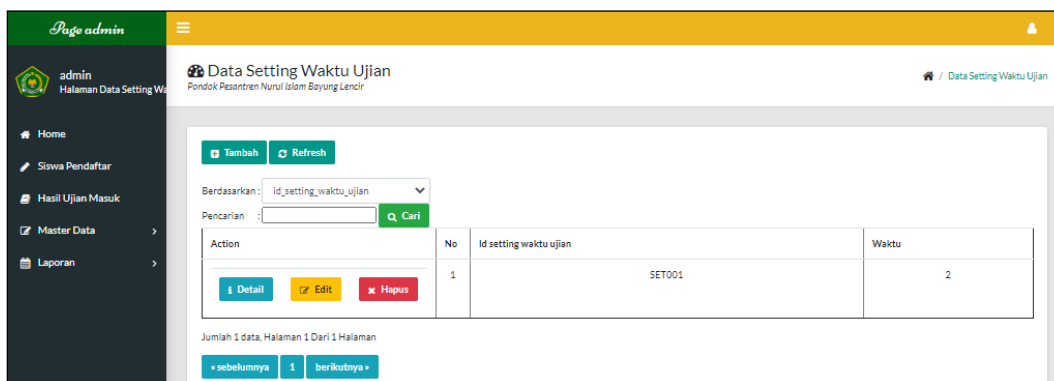 Page admin
admin
Halaman Data Setting Wa
Home
Siswa Pendaftar
Hasil Ujian Masuk
Master Data
Laporan
Data Setting Waktu Ujian
Pondok Pesantren Nurul Islam Bayung Lencir
/ Data Setting Waktu Ujian
Tambah Refresh
Berdasarkan : id_setting_waktu_ujian
Pencarian : Cari
Action No Id setting waktu ujian Waktu
Detail Edit Hapus 1 SET001 2
Jumlah 1 data, Halaman 1 Dari 1 Halaman
« sebelumnya 1 berikutnya »